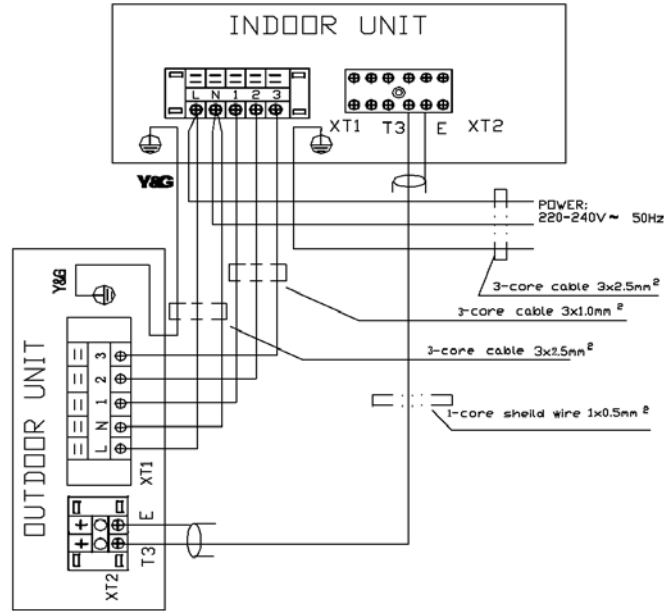 INDOOR UNIT
L N 1 2 3
XT1 T3 E XT2
Y&G
POWER:
220-240V~ 50Hz
3-core cable 3x2.5mm²
3-core cable 3x1.0mm²
3-core cable 3x2.5mm²
1-core sheild wire 1x0.5mm²
Y&G
OUTDOOR UNIT
3
2
1
N
L
XT1
E
T3
XT2